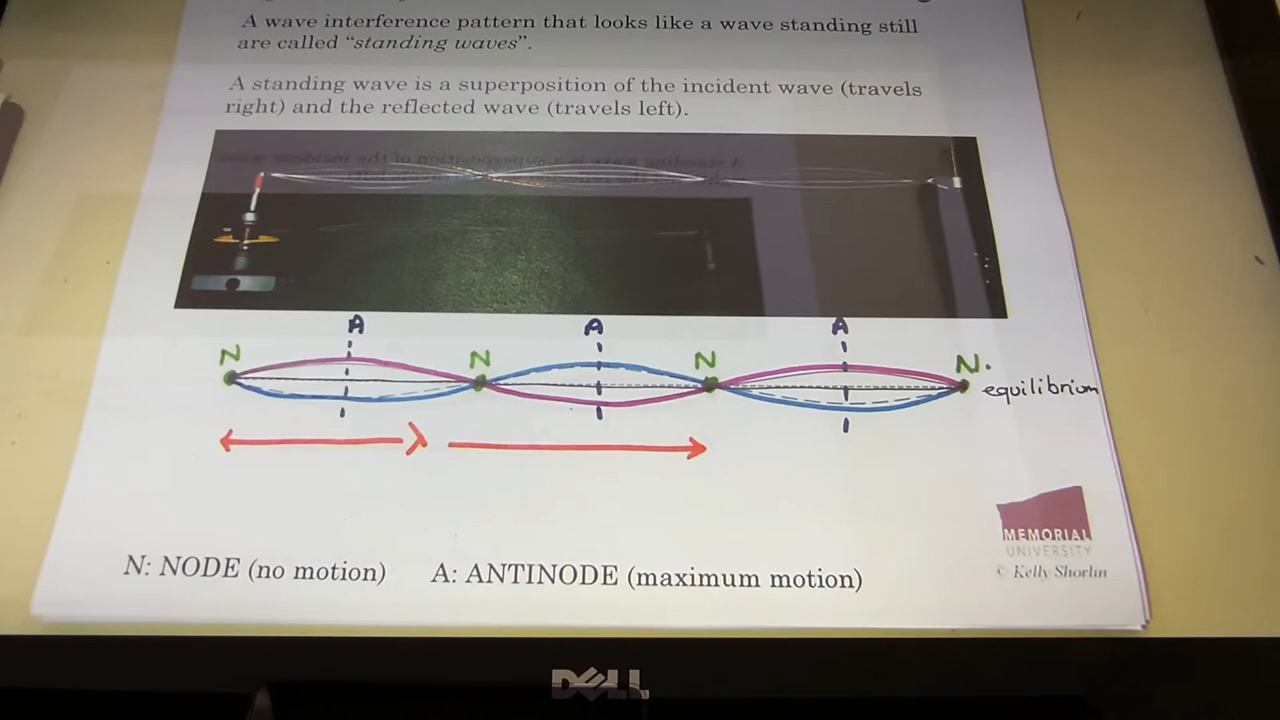 A wave interference pattern that looks like a wave standing still
are called “standing waves”.
A standing wave is a superposition of the incident wave (travels
right) and the reflected wave (travels left).
A A A
N N N N.
equilibrium
λ
N: NODE (no motion) A: ANTINODE (maximum motion)
MEMORIAL
UNIVERSITY
© Kelly Shorlin
DELL